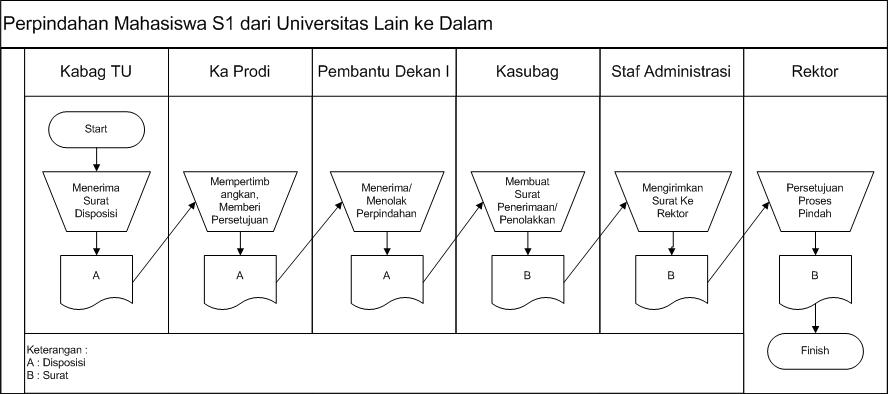 Perpindahan Mahasiswa S1 dari Universitas Lain ke Dalam
Kabag TU
Ka Prodi
Pembantu Dekan I
Kasubag
Staf Administrasi
Rektor
Start
Menerima
Surat
Disposisi
Mempertimb
angkan,
Memberi
Persetujuan
Menerima/
Menolak
Perpindahan
Membuat
Surat
Penerimaan/
Penolakkan
Mengirimkan
Surat Ke
Rektor
Persetujuan
Proses
Pindah
A
A
A
B
B
B
Finish
Keterangan :
A : Disposisi
B : Surat